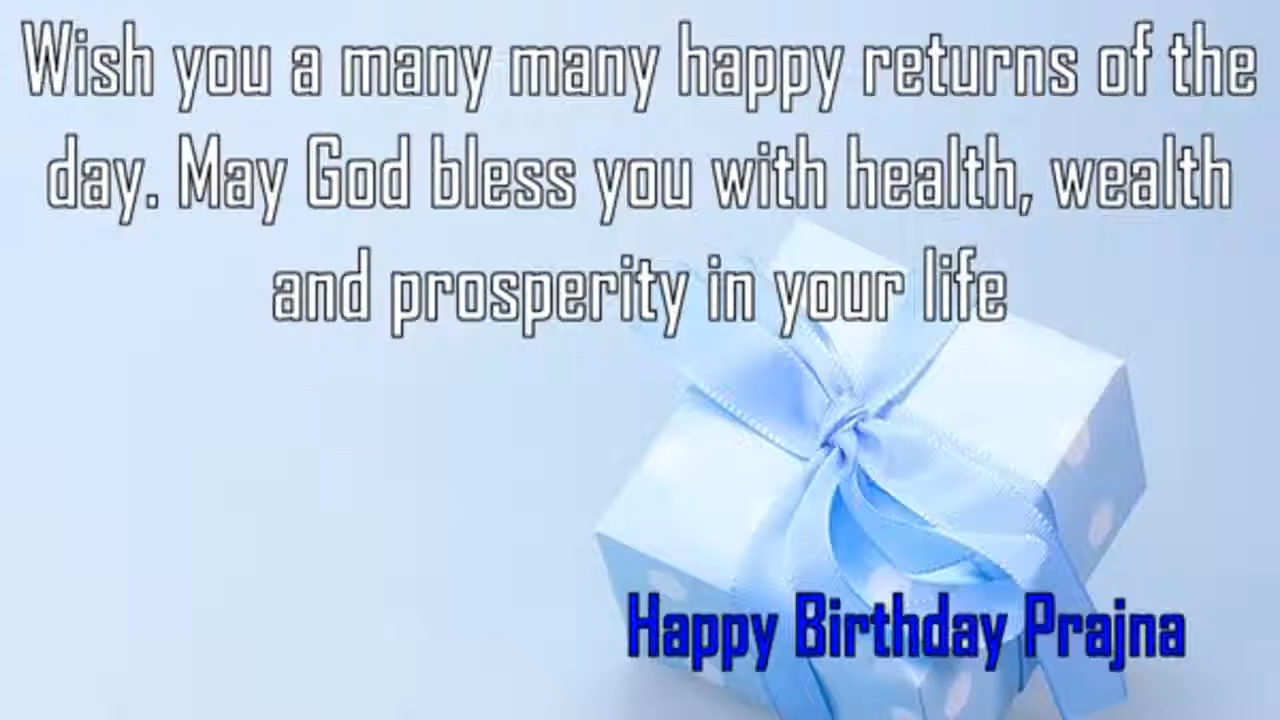 Wish you a many many happy returns of the
day. May God bless you with health, wealth
and prosperity in your life
Happy Birthday Prajna